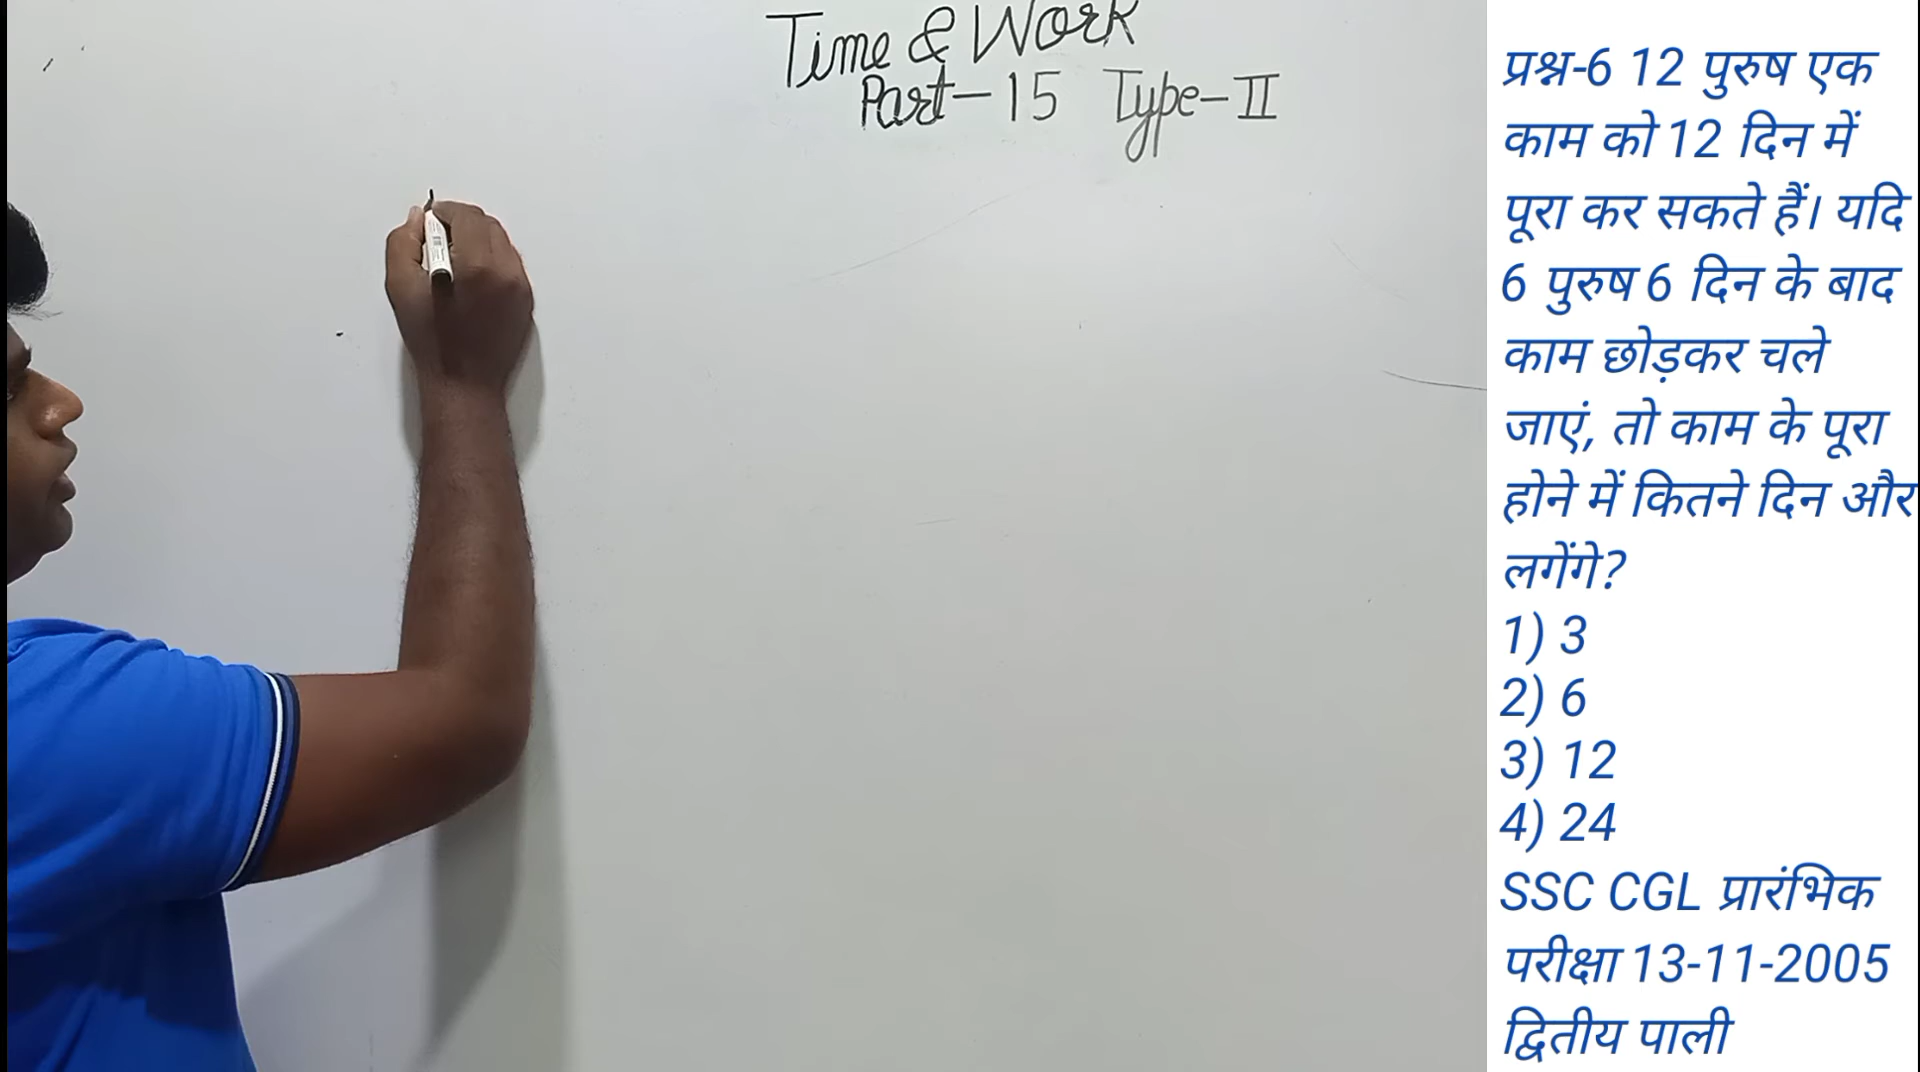 Time & Work
Part-15 Type-II
प्रश्न-6 12 पुरुष एक
काम को 12 दिन में
पूरा कर सकते हैं। यदि
6 पुरुष 6 दिन के बाद
काम छोड़कर चले
जाएं, तो काम के पूरा
होने में कितने दिन और
लगेंगे?
1) 3
2) 6
3) 12
4) 24
SSC CGL प्रारंभिक
परीक्षा 13-11-2005
द्वितीय पाली